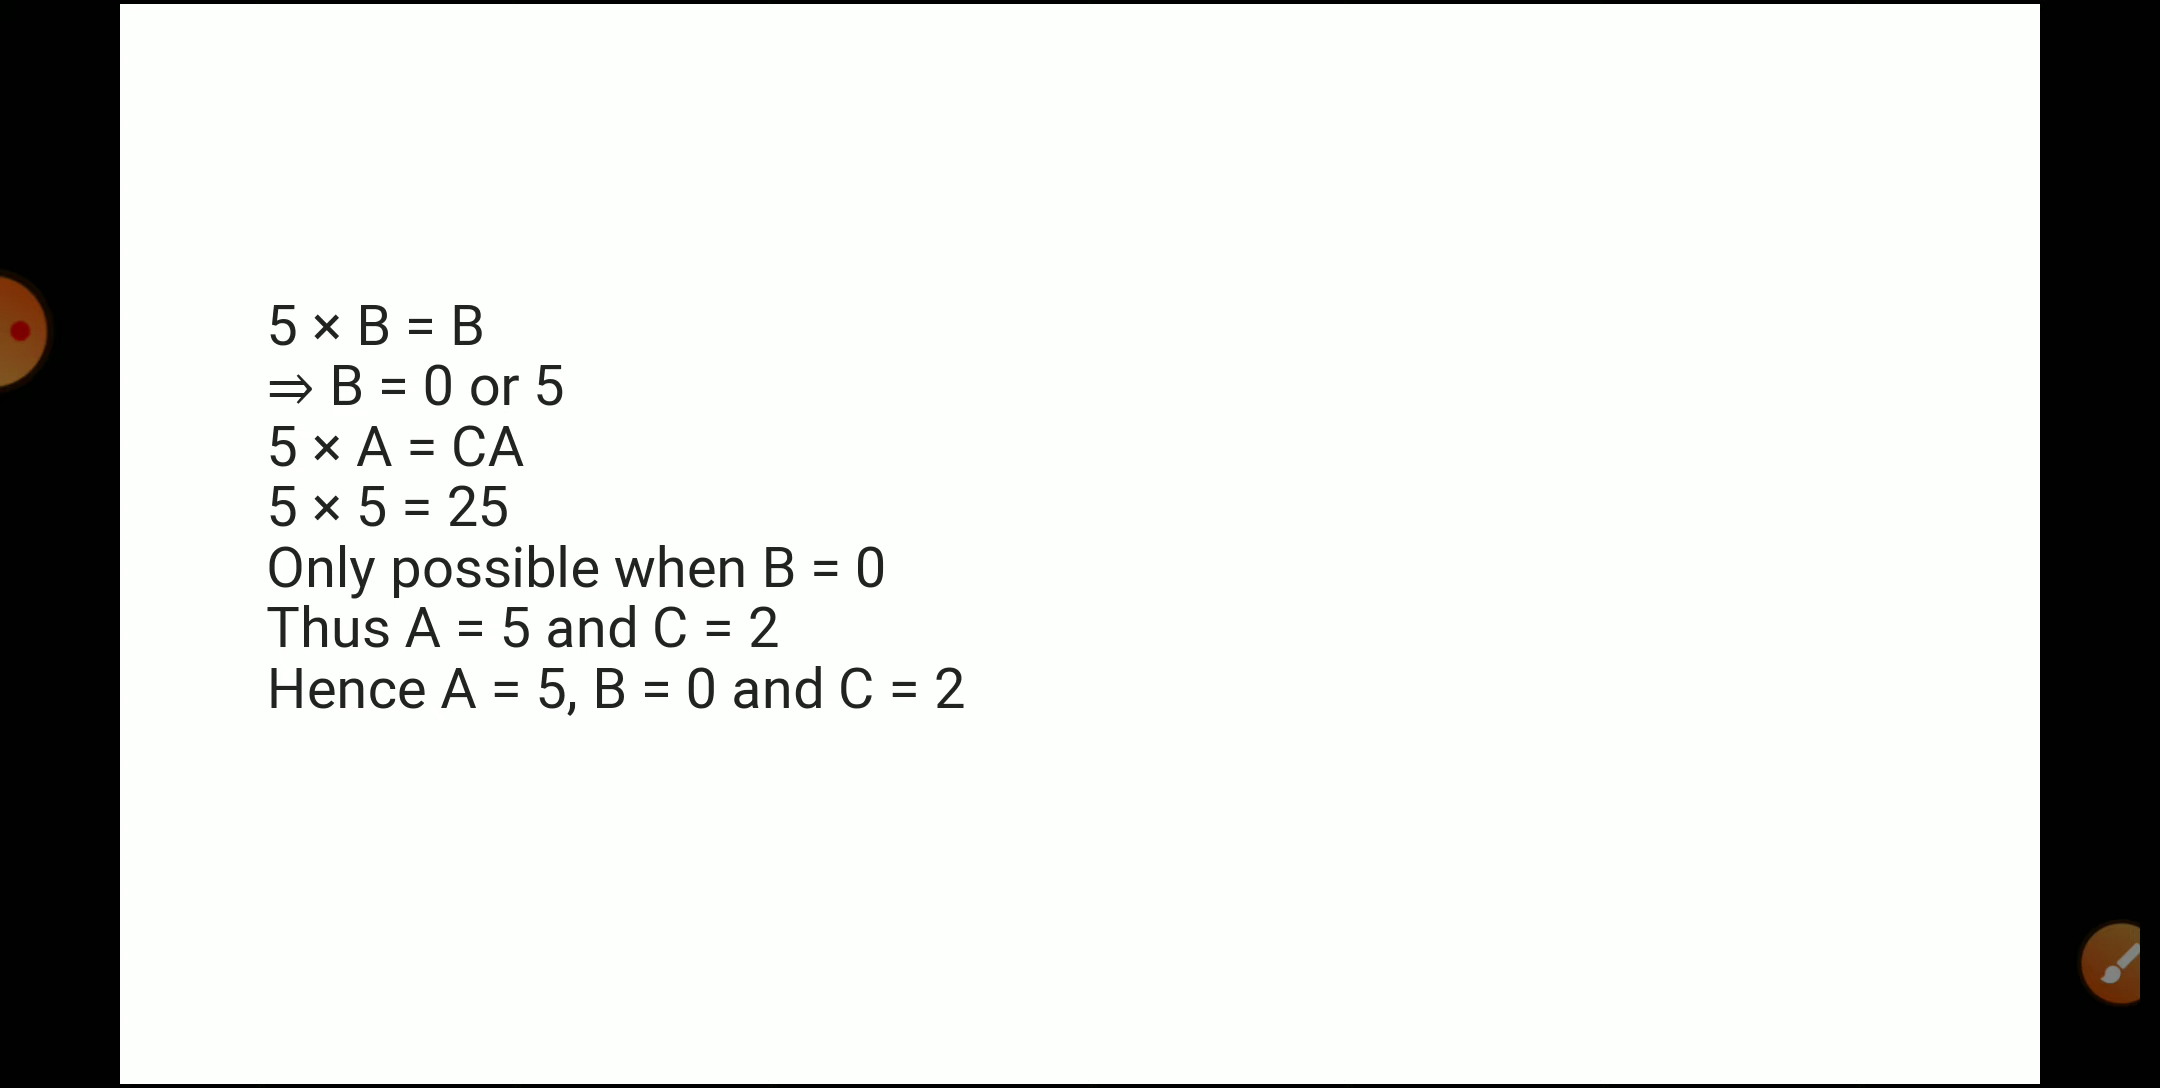 5 × B = B
⇒ B = 0 or 5
5 × A = CA
5 × 5 = 25
Only possible when B = 0
Thus A = 5 and C = 2
Hence A = 5, B = 0 and C = 2